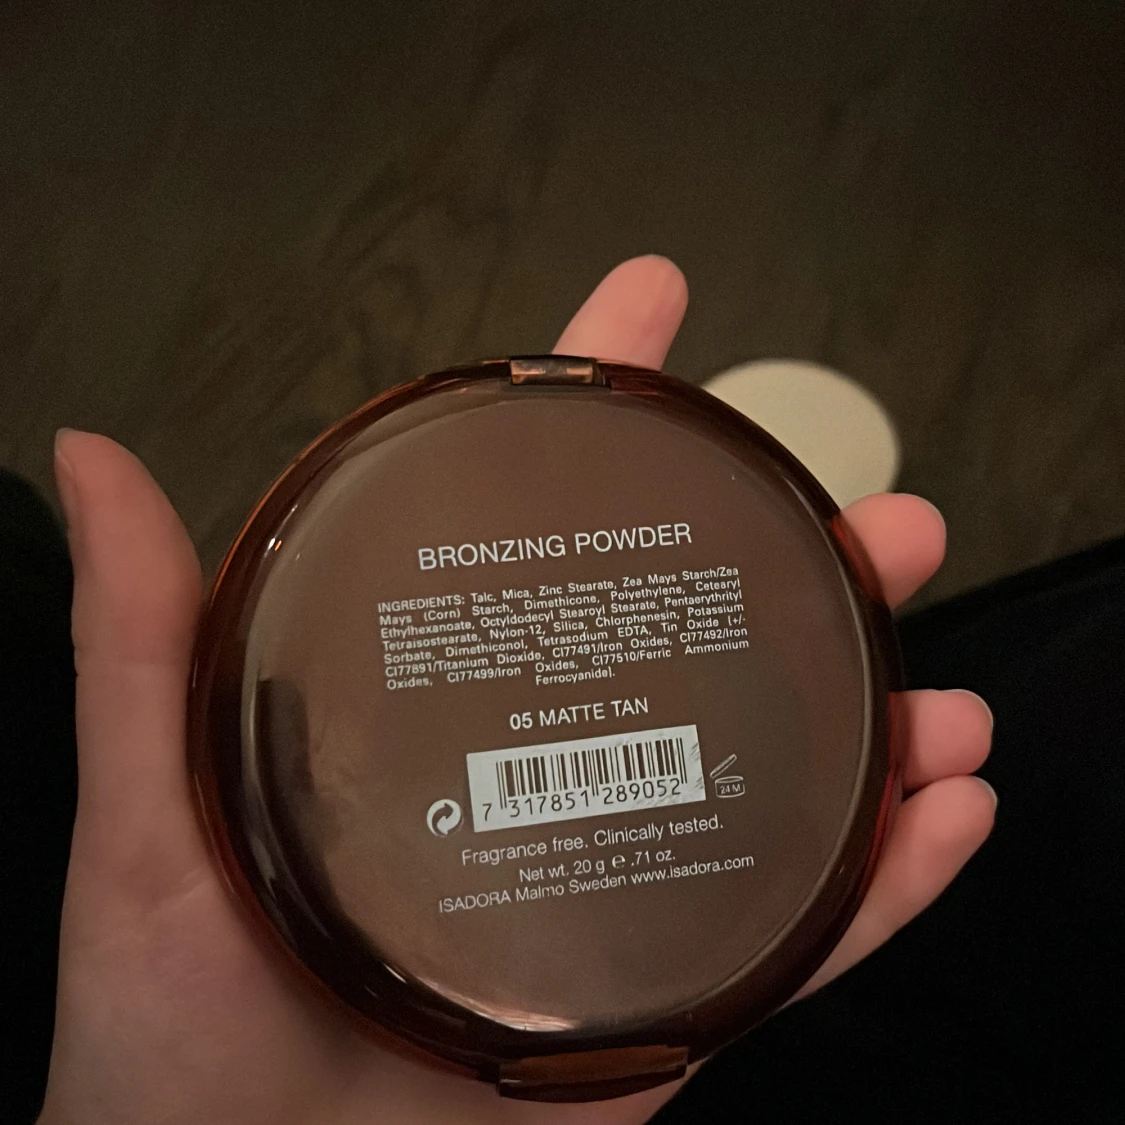 BRONZING POWDER
INGREDIENTS: Talc, Mica, Zinc Stearate, Zea Mays Starch/Zea
Mays (Corn) Starch, Dimethicone, Polyethylene, Cetearyl
Ethylhexanoate, Octyldodecyl Stearoyl Stearate, Pentaerythrityl
Tetraisostearate, Nylon-12, Silica, Chlorphenesin, Potassium
Sorbate, Dimethiconol, Tetrasodium EDTA, Tin Oxide [+/-
CI77891/Titanium Dioxide, CI77491/Iron Oxides, CI77492/Iron
Oxides, CI77499/Iron Oxides, CI77510/Ferric Ammonium
Ferrocyanide].
05 MATTE TAN
7 317851 289052
24 M
Fragrance free. Clinically tested.
Net wt. 20 g e .71 oz.
ISADORA Malmo Sweden www.isadora.com